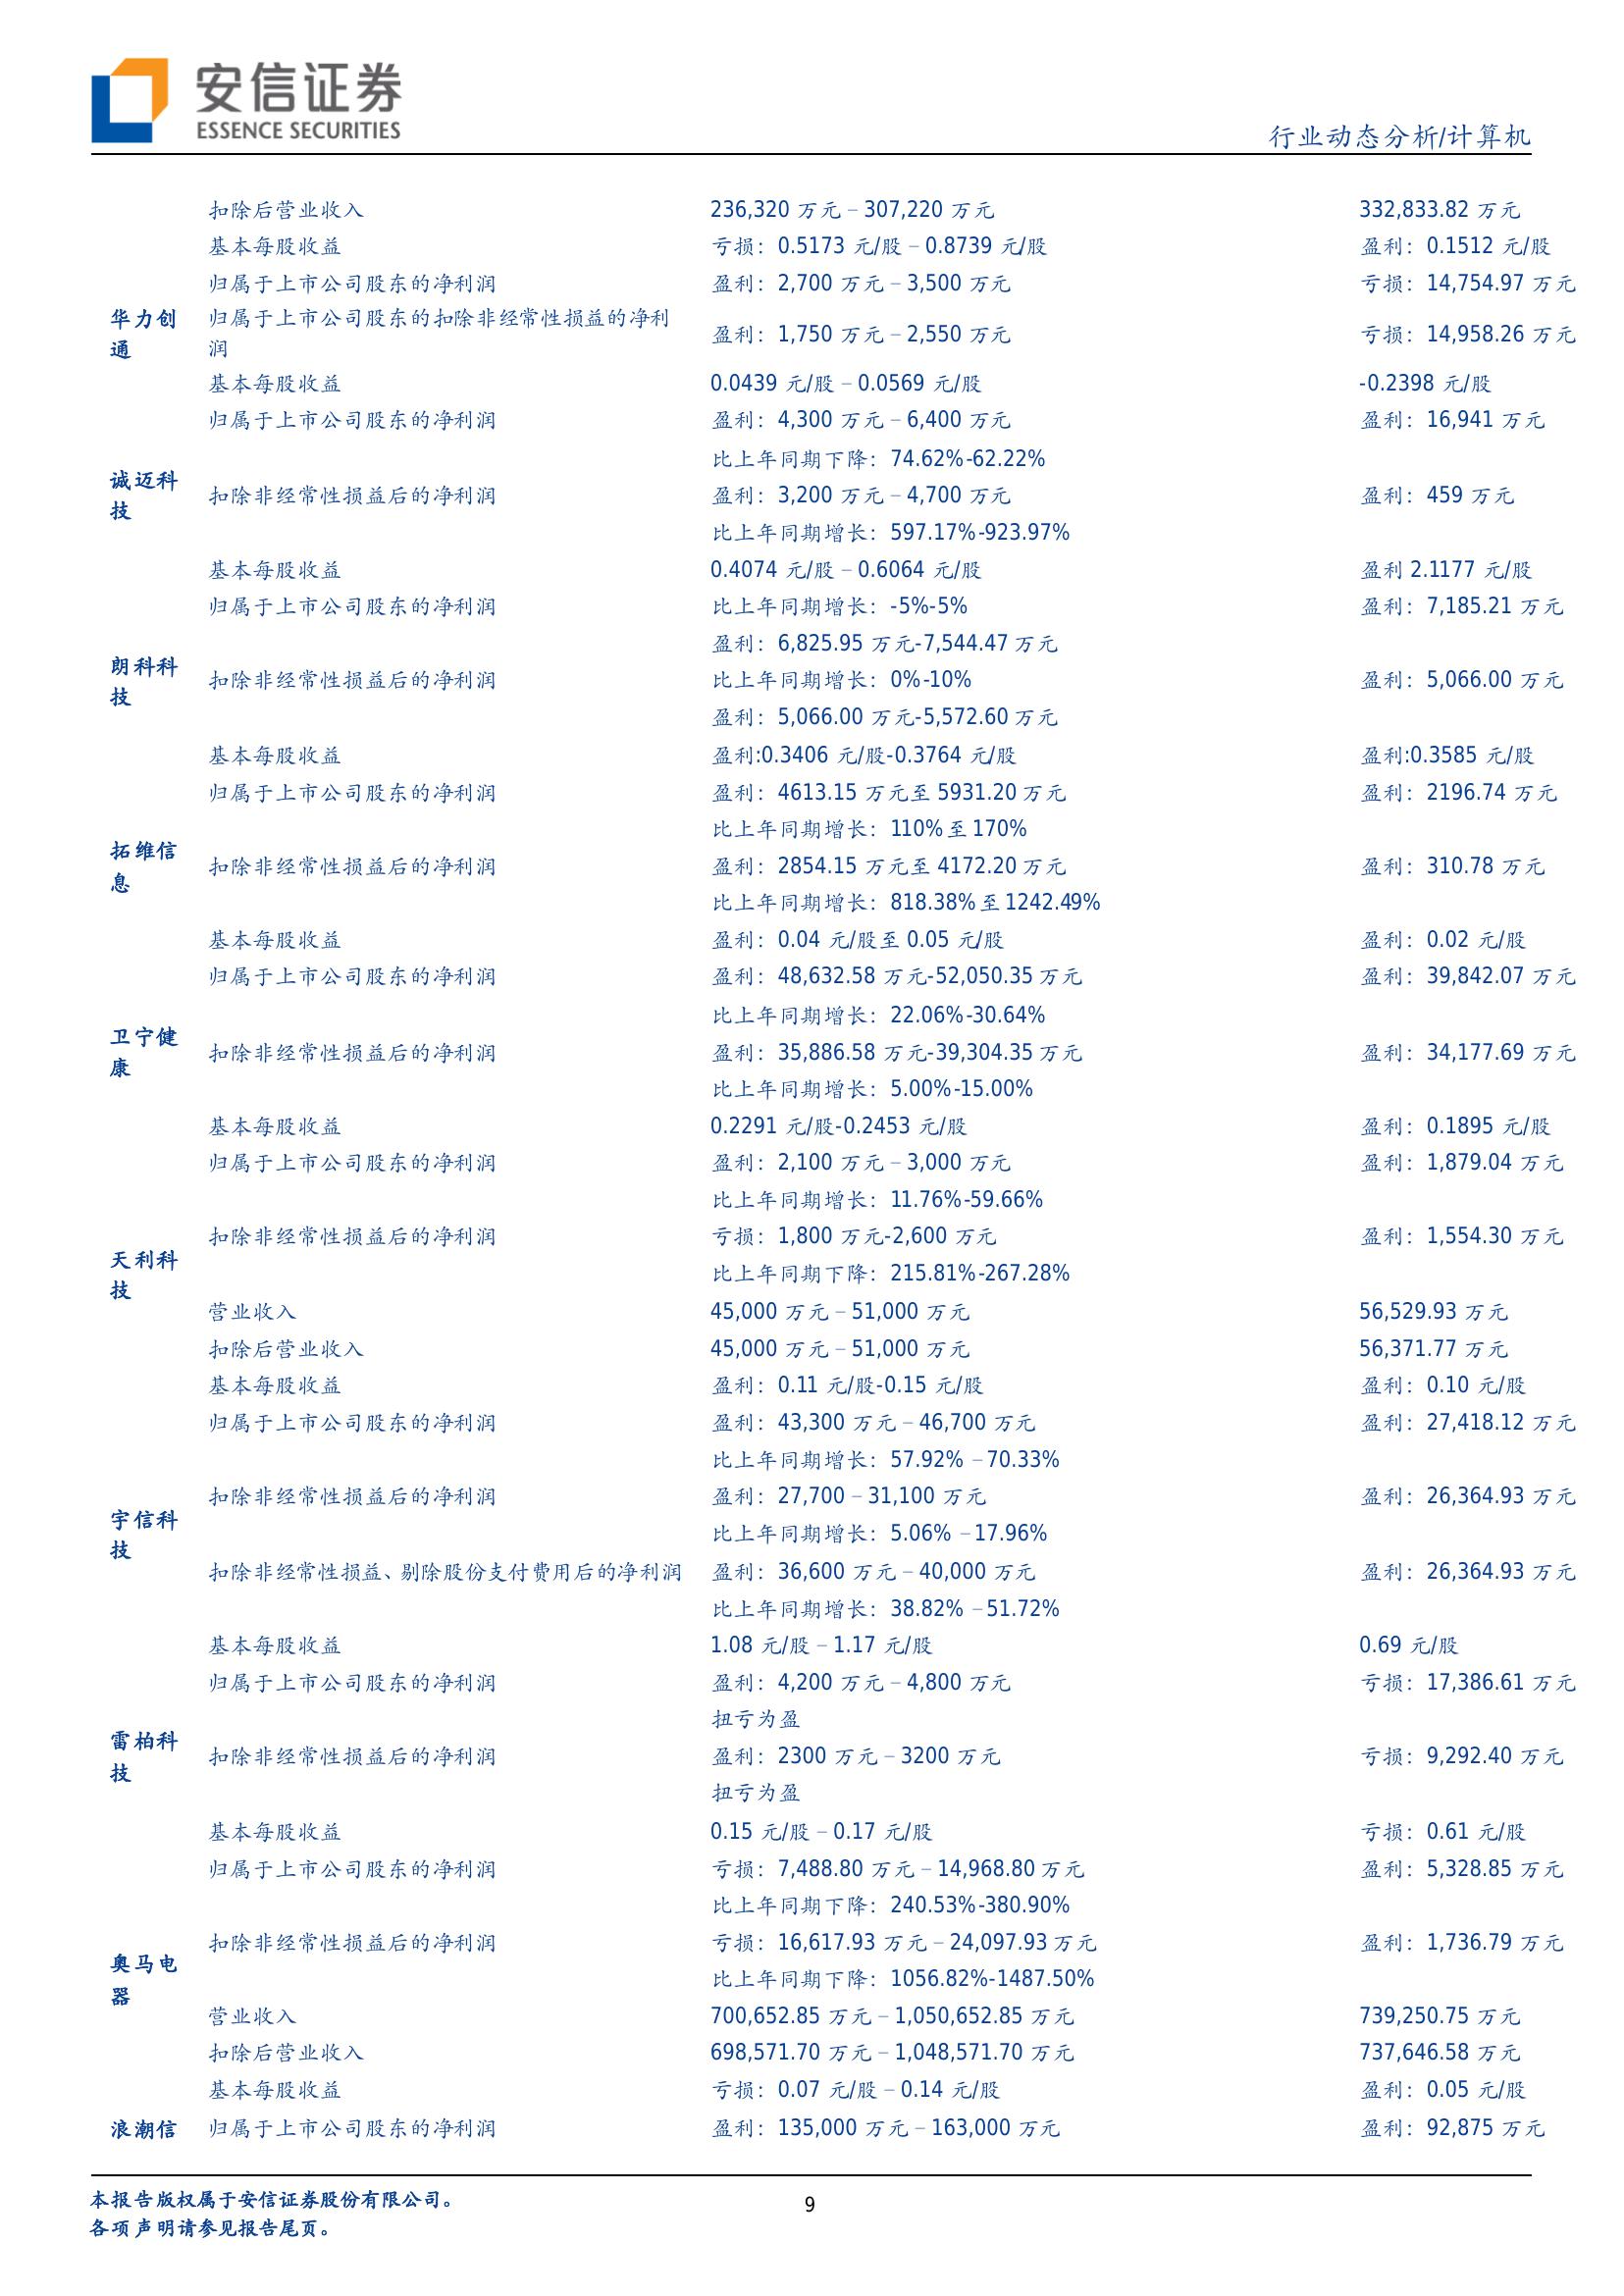 安信证券
ESSENCE SECURITIES
行业动态分析/计算机
扣除后营业收入 236,320 万元 – 307,220 万元 332,833.82 万元
基本每股收益 亏损：0.5173 元/股 – 0.8739 元/股 盈利：0.1512 元/股
归属于上市公司股东的净利润 盈利：2,700 万元 – 3,500 万元 亏损：14,754.97 万元
华力创通 归属于上市公司股东的扣除非经常性损益的净利润 盈利：1,750 万元 – 2,550 万元 亏损：14,958.26 万元
基本每股收益 0.0439 元/股 – 0.0569 元/股 -0.2398 元/股
归属于上市公司股东的净利润 盈利：4,300 万元 – 6,400 万元 盈利：16,941 万元
比上年同期下降：74.62%-62.22%
诚迈科技 扣除非经常性损益后的净利润 盈利：3,200 万元 – 4,700 万元 盈利：459 万元
比上年同期增长：597.17%-923.97%
基本每股收益 0.4074 元/股 – 0.6064 元/股 盈利 2.1177 元/股
归属于上市公司股东的净利润 比上年同期增长：-5%-5% 盈利：7,185.21 万元
盈利：6,825.95 万元-7,544.47 万元
朗科科技 扣除非经常性损益后的净利润 比上年同期增长：0%-10% 盈利：5,066.00 万元
盈利：5,066.00 万元-5,572.60 万元
基本每股收益 盈利:0.3406 元/股-0.3764 元/股 盈利:0.3585 元/股
归属于上市公司股东的净利润 盈利：4613.15 万元至 5931.20 万元 盈利：2196.74 万元
比上年同期增长：110%至 170%
拓维信息 扣除非经常性损益后的净利润 盈利：2854.15 万元至 4172.20 万元 盈利：310.78 万元
比上年同期增长：818.38%至 1242.49%
基本每股收益 盈利：0.04 元/股至 0.05 元/股 盈利：0.02 元/股
归属于上市公司股东的净利润 盈利：48,632.58 万元-52,050.35 万元 盈利：39,842.07 万元
比上年同期增长：22.06%-30.64%
卫宁健康 扣除非经常性损益后的净利润 盈利：35,886.58 万元-39,304.35 万元 盈利：34,177.69 万元
比上年同期增长：5.00%-15.00%
基本每股收益 0.2291 元/股-0.2453 元/股 盈利：0.1895 元/股
归属于上市公司股东的净利润 盈利：2,100 万元 – 3,000 万元 盈利：1,879.04 万元
比上年同期增长：11.76%-59.66%
扣除非经常性损益后的净利润 亏损：1,800 万元-2,600 万元 盈利：1,554.30 万元
天利科技 比上年同期下降：215.81%-267.28%
营业收入 45,000 万元 – 51,000 万元 56,529.93 万元
扣除后营业收入 45,000 万元 – 51,000 万元 56,371.77 万元
基本每股收益 盈利：0.11 元/股-0.15 元/股 盈利：0.10 元/股
归属于上市公司股东的净利润 盈利：43,300 万元 – 46,700 万元 盈利：27,418.12 万元
比上年同期增长：57.92% – 70.33%
扣除非经常性损益后的净利润 盈利：27,700 – 31,100 万元 盈利：26,364.93 万元
宇信科技 比上年同期增长：5.06% – 17.96%
扣除非经常性损益、剔除股份支付费用后的净利润 盈利：36,600 万元 – 40,000 万元 盈利：26,364.93 万元
比上年同期增长：38.82% – 51.72%
基本每股收益 1.08 元/股 – 1.17 元/股 0.69 元/股
归属于上市公司股东的净利润 盈利：4,200 万元 – 4,800 万元 亏损：17,386.61 万元
扭亏为盈
雷柏科技 扣除非经常性损益后的净利润 盈利：2300 万元 – 3200 万元 亏损：9,292.40 万元
扭亏为盈
基本每股收益 0.15 元/股 – 0.17 元/股 亏损：0.61 元/股
归属于上市公司股东的净利润 亏损：7,488.80 万元 – 14,968.80 万元 盈利：5,328.85 万元
比上年同期下降：240.53%-380.90%
扣除非经常性损益后的净利润 亏损：16,617.93 万元 – 24,097.93 万元 盈利：1,736.79 万元
奥马电器 比上年同期下降：1056.82%-1487.50%
营业收入 700,652.85 万元 – 1,050,652.85 万元 739,250.75 万元
扣除后营业收入 698,571.70 万元 – 1,048,571.70 万元 737,646.58 万元
基本每股收益 亏损：0.07 元/股 – 0.14 元/股 盈利：0.05 元/股
浪潮信 归属于上市公司股东的净利润 盈利：135,000 万元 – 163,000 万元 盈利：92,875 万元
本报告版权属于安信证券股份有限公司。
9
各项声明请参见报告尾页。